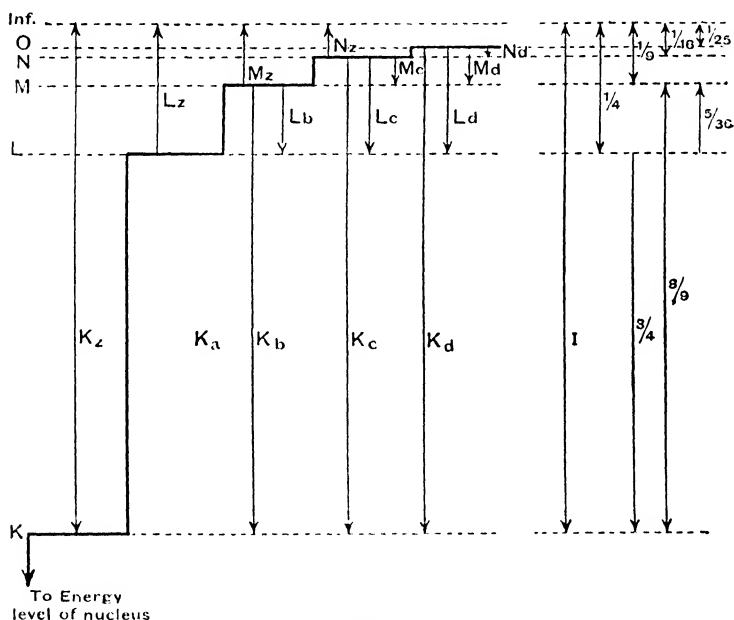 Inf.
O
N
M
L
K
Nz
Nd
Mz
Mc
Md
Lz
Lb
Lc
Ld
Kz
Ka
Kb
Kc
Kd
I
1/4
1/9
1/16
1/25
5/36
3/4
8/9
To Energy
level of nucleus